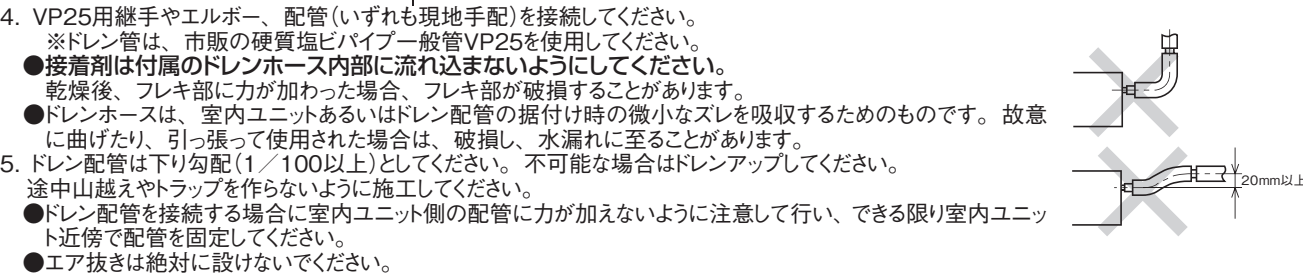 4. VP25用継手やエルボー、配管（いずれも現地手配）を接続してください。
※ドレン管は、市販の硬質塩ビパイプ一般管VP25を使用してください。
●接着剤は付属のドレンホース内部に流れ込まないようにしてください。
乾燥後、フレキ部に力が加わった場合、フレキ部が破損することがあります。
●ドレンホースは、室内ユニットあるいはドレン配管の据付け時の微小なズレを吸収するためのものです。故意
に曲げたり、引っ張って使用された場合は、破損し、水漏れに至ることがあります。
5. ドレン配管は下り勾配（1／100以上）としてください。不可能な場合はドレンアップしてください。
途中山越えやトラップを作らないように施工してください。
●ドレン配管を接続する場合に室内ユニット側の配管に力が加えないように注意して行い、できる限り室内ユニッ
ト近傍で配管を固定してください。
●エア抜きは絶対に設けないでください。
20mm以上